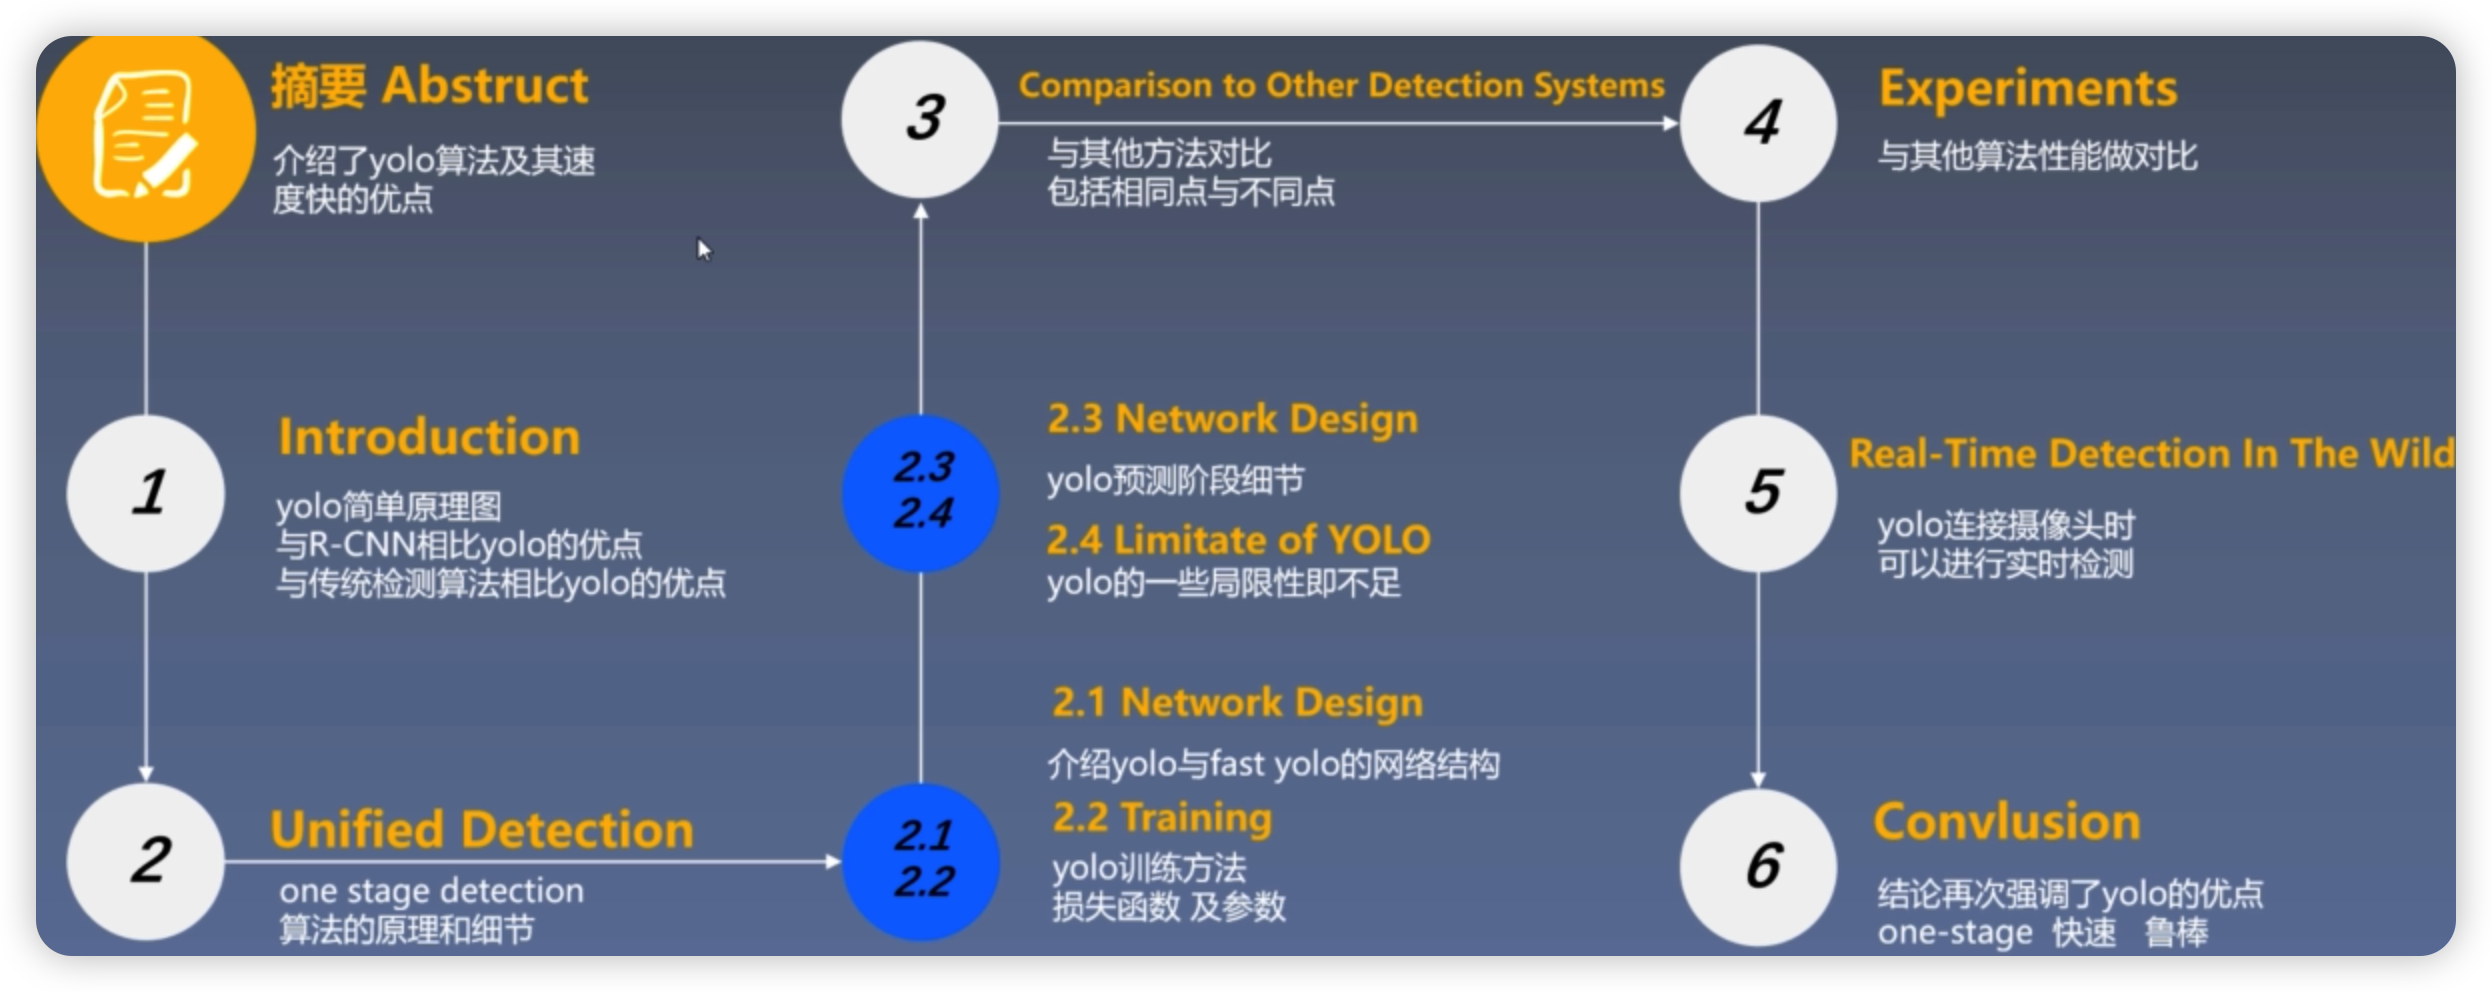 摘要 Abstruct
介绍了yolo算法及其速
度快的优点
1
Introduction
yolo简单原理图
与R-CNN相比yolo的优点
与传统检测算法相比yolo的优点
2
Unified Detection
one stage detection
算法的原理和细节
2.1
2.2
2.1 Network Design
介绍yolo与fast yolo的网络结构
2.2 Training
yolo训练方法
损失函数 及参数
2.3
2.4
2.3 Network Design
yolo预测阶段细节
2.4 Limitate of YOLO
yolo的一些局限性即不足
3
Comparison to Other Detection Systems
与其他方法对比
包括相同点与不同点
4
Experiments
与其他算法性能做对比
5
Real-Time Detection In The Wild
yolo连接摄像头时
可以进行实时检测
6
Convlusion
结论再次强调了yolo的优点
one-stage 快速 鲁棒